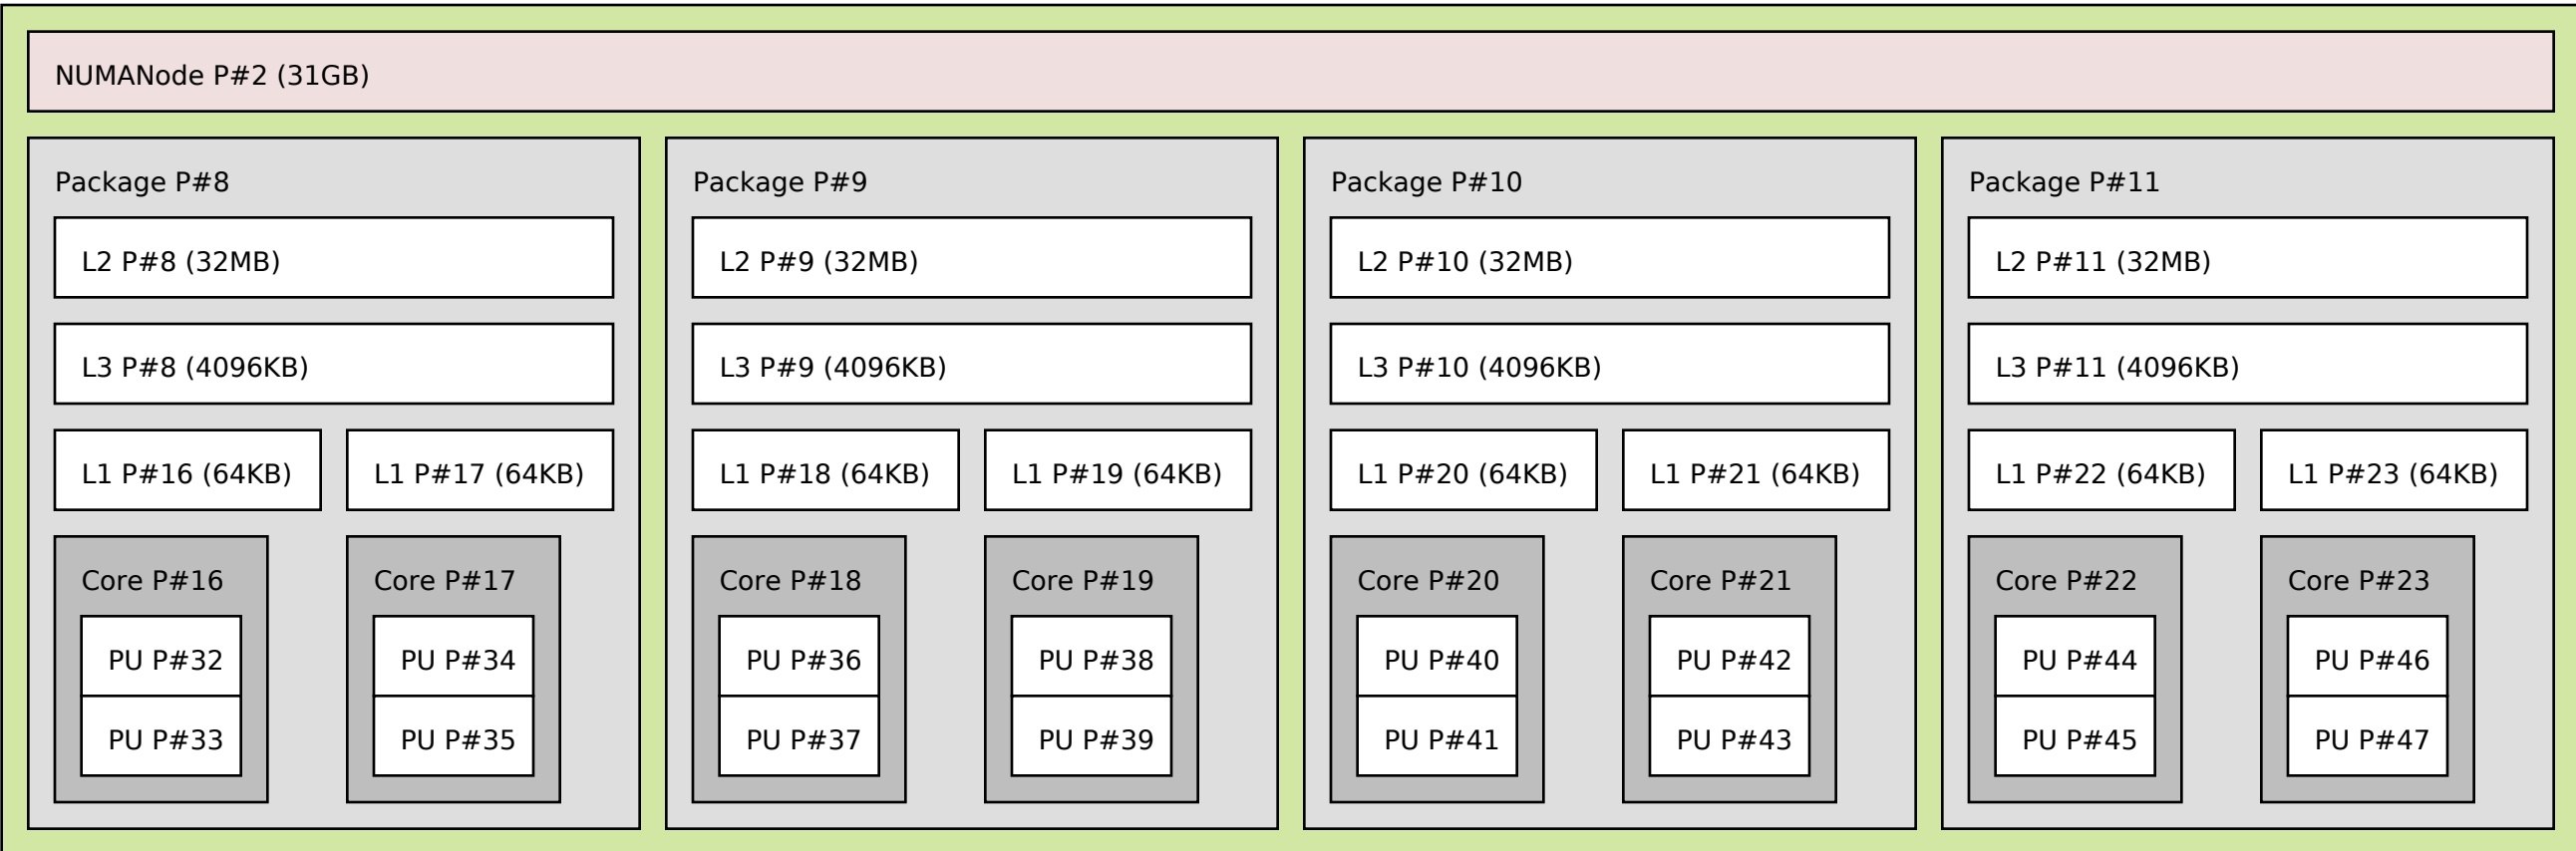 NUMANode P#2 (31GB)
Package P#8
L2 P#8 (32MB)
L3 P#8 (4096KB)
L1 P#16 (64KB)
L1 P#17 (64KB)
Core P#16
PU P#32
PU P#33
Core P#17
PU P#34
PU P#35
Package P#9
L2 P#9 (32MB)
L3 P#9 (4096KB)
L1 P#18 (64KB)
L1 P#19 (64KB)
Core P#18
PU P#36
PU P#37
Core P#19
PU P#38
PU P#39
Package P#10
L2 P#10 (32MB)
L3 P#10 (4096KB)
L1 P#20 (64KB)
L1 P#21 (64KB)
Core P#20
PU P#40
PU P#41
Core P#21
PU P#42
PU P#43
Package P#11
L2 P#11 (32MB)
L3 P#11 (4096KB)
L1 P#22 (64KB)
L1 P#23 (64KB)
Core P#22
PU P#44
PU P#45
Core P#23
PU P#46
PU P#47